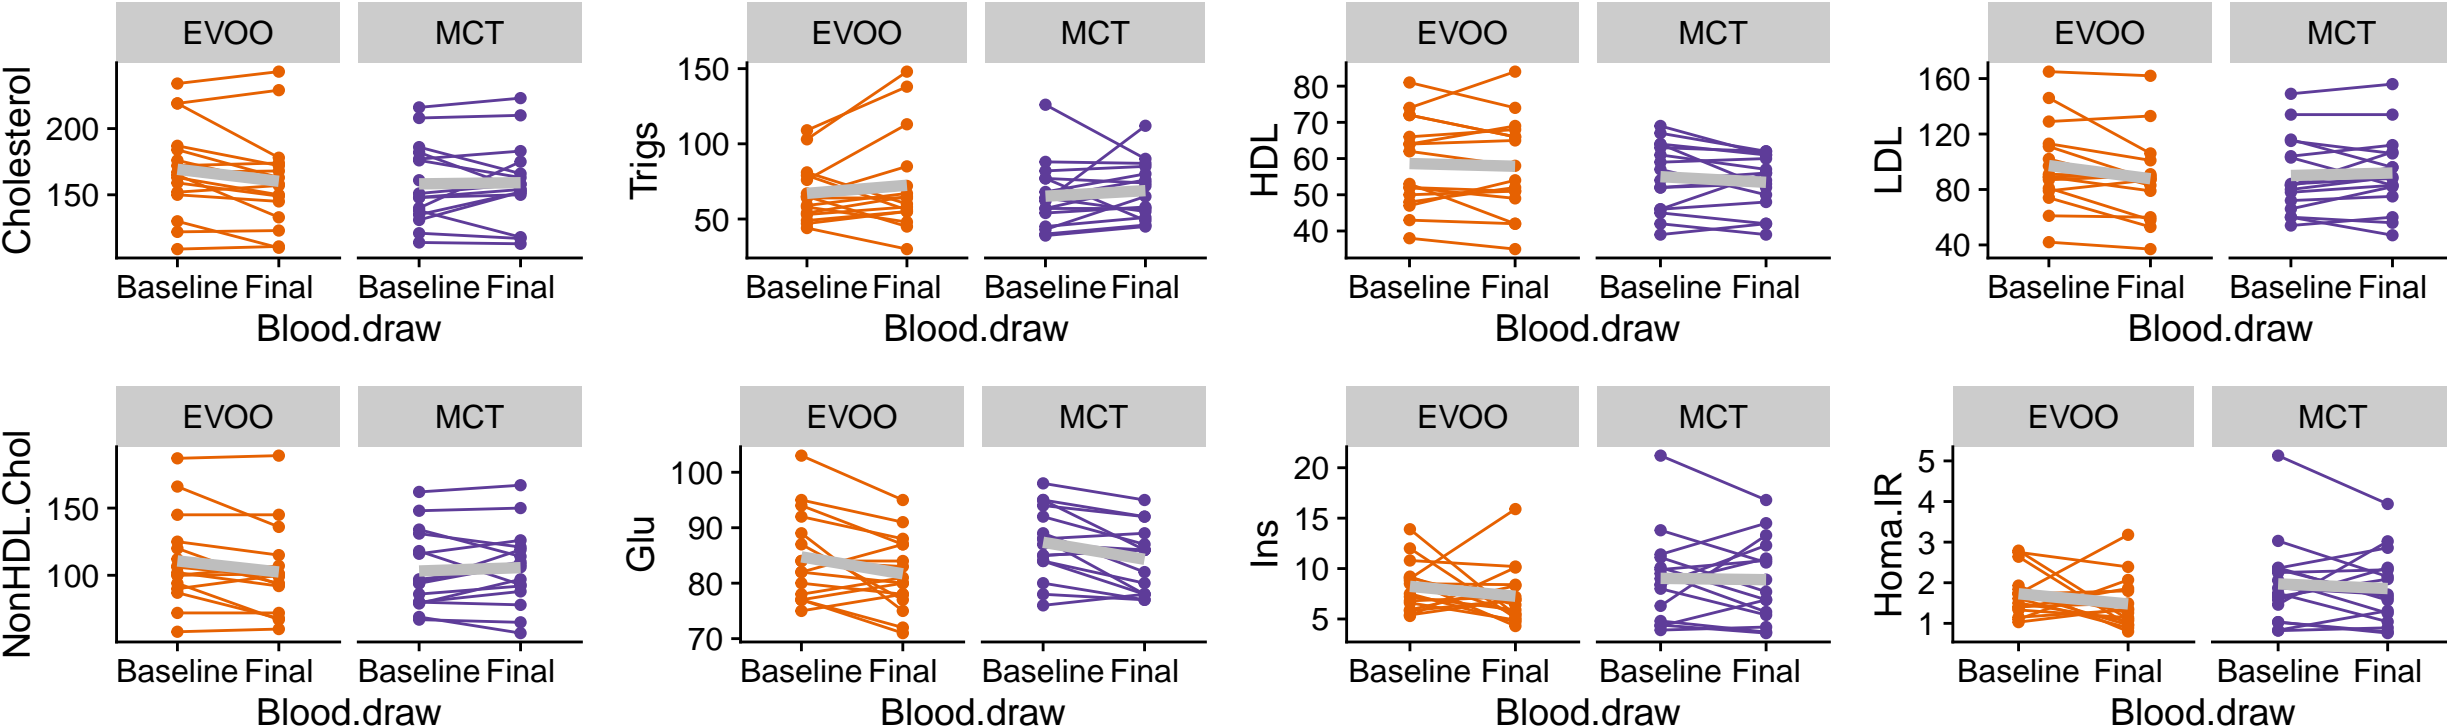 EVOO MCT
Cholesterol
200
150
Baseline Final Baseline Final
Blood.draw
EVOO MCT
Trigs
150
100
50
Baseline Final Baseline Final
Blood.draw
EVOO MCT
HDL
80
70
60
50
40
Baseline Final Baseline Final
Blood.draw
EVOO MCT
LDL
160
120
80
40
Baseline Final Baseline Final
Blood.draw
EVOO MCT
NonHDL.Chol
150
100
Baseline Final Baseline Final
Blood.draw
EVOO MCT
Glu
100
90
80
70
Baseline Final Baseline Final
Blood.draw
EVOO MCT
Ins
20
15
10
5
Baseline Final Baseline Final
Blood.draw
EVOO MCT
Homa.IR
5
4
3
2
1
Baseline Final Baseline Final
Blood.draw